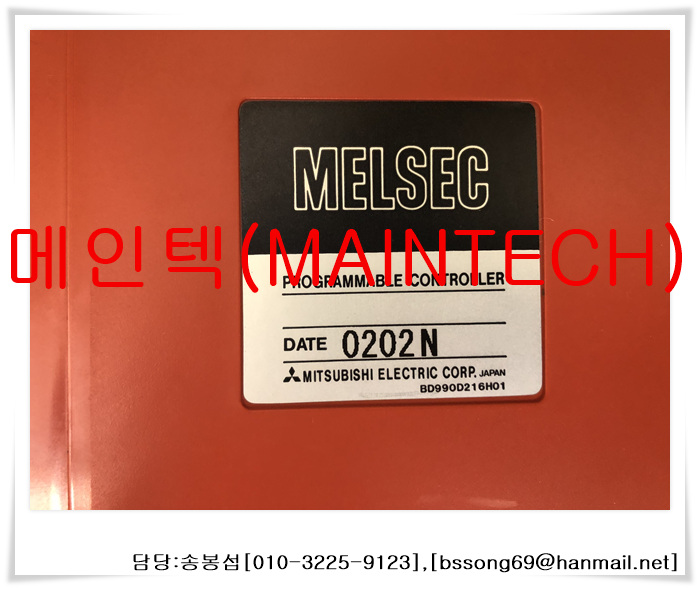 MELSEC
메인텍(MAINTECH)
PROGRAMMABLE CONTROLLER
DATE 0202N
MITSUBISHI ELECTRIC CORP. JAPAN
BD990D216H01
담당:송봉섭[010-3225-9123],[bssong69@hanmail.net]